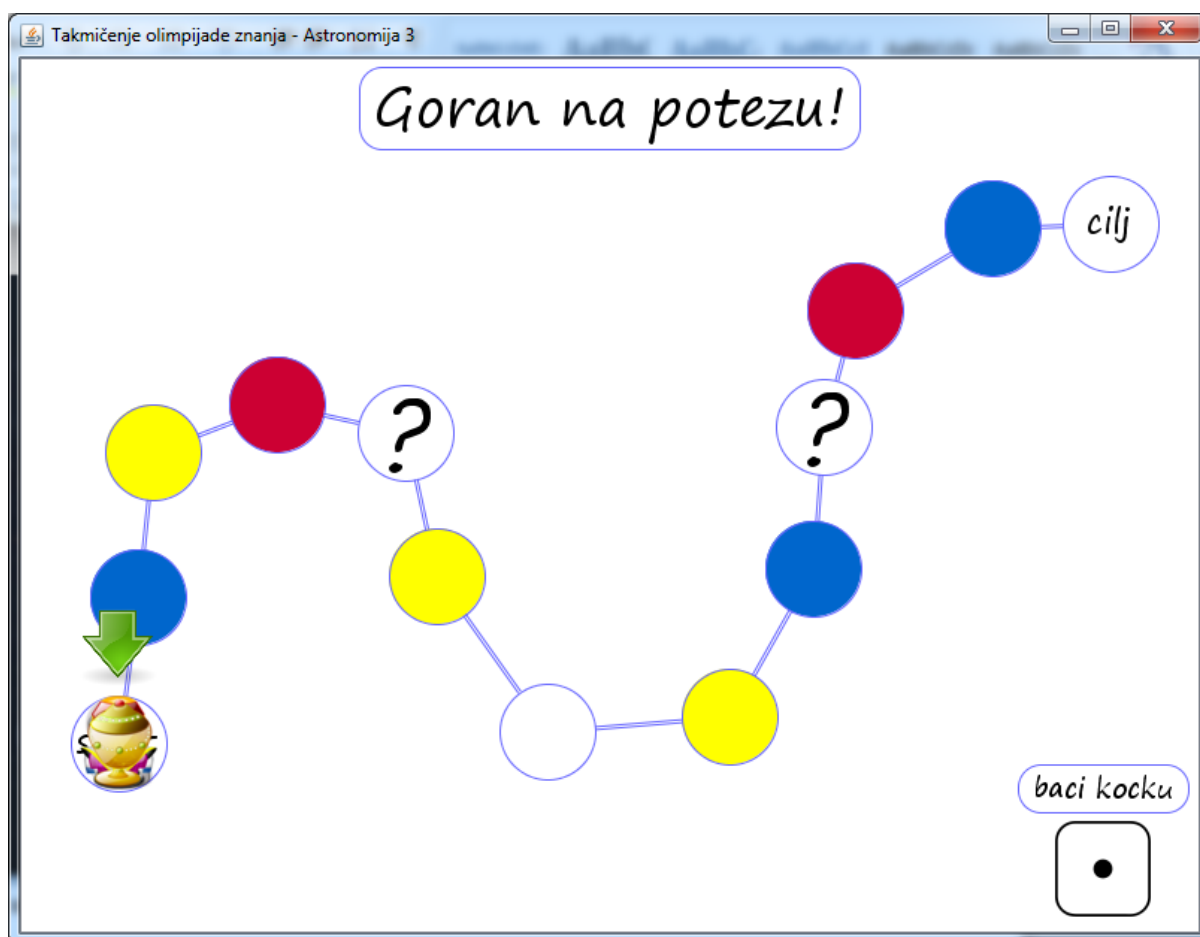 Takmičenje olimpijade znanja - Astronomija 3
Goran na potezu!
cilj
?
?
baci kocku